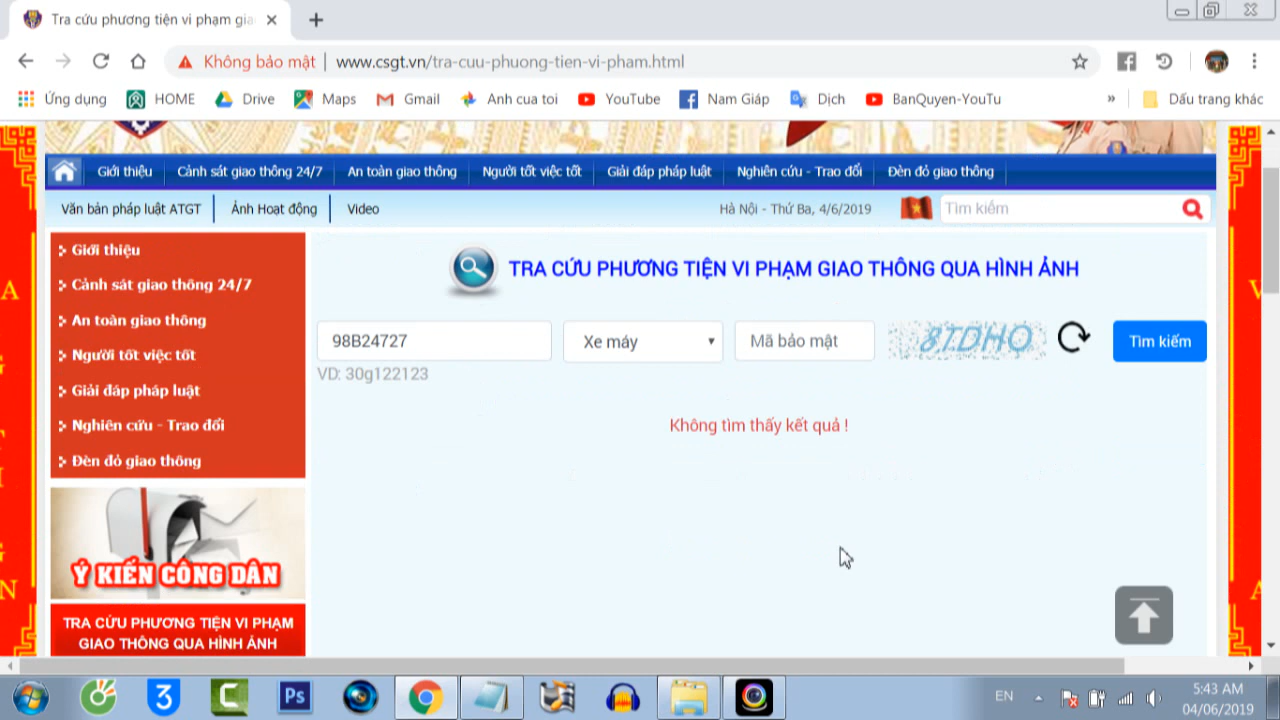 Tra cứu phương tiện vi phạm gia
Không bảo mật | www.csgt.vn/tra-cuu-phuong-tien-vi-pham.html
Ứng dụng HOME Drive Maps Gmail Anh cua toi YouTube Nam Giáp Dịch BanQuyen-YouTu » Dấu trang khác
Giới thiệu Cảnh sát giao thông 24/7 An toàn giao thông Người tốt việc tốt Giải đáp pháp luật Nghiên cứu - Trao đổi Đèn đỏ giao thông
Văn bản pháp luật ATGT Ảnh Hoạt động Video Hà Nội - Thứ Ba, 4/6/2019 Tìm kiếm
Giới thiệu
Cảnh sát giao thông 24/7
An toàn giao thông
Người tốt việc tốt
Giải đáp pháp luật
Nghiên cứu - Trao đổi
Đèn đỏ giao thông
Ý KIẾN CÔNG DÂN
TRA CỨU PHƯƠNG TIỆN VI PHẠM
GIAO THÔNG QUA HÌNH ẢNH
TRA CỨU PHƯƠNG TIỆN VI PHẠM GIAO THÔNG QUA HÌNH ẢNH
98B24727 Xe máy Mã bảo mật 8TDHQ Tìm kiếm
VD: 30g122123
Không tìm thấy kết quả !
3 C Ps EN 5:43 AM
04/06/2019